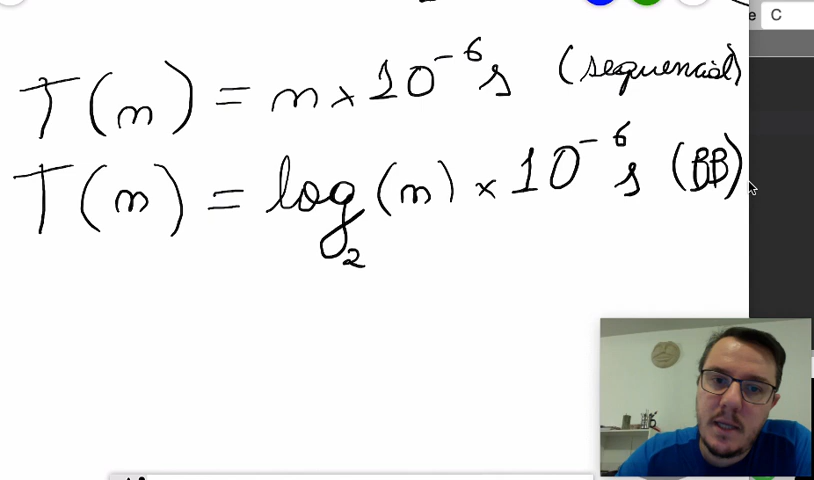 e C
T(n) = n × 10⁻⁶ s (sequencial)
T(n) = log₂(n) × 10⁻⁶ s (BB)